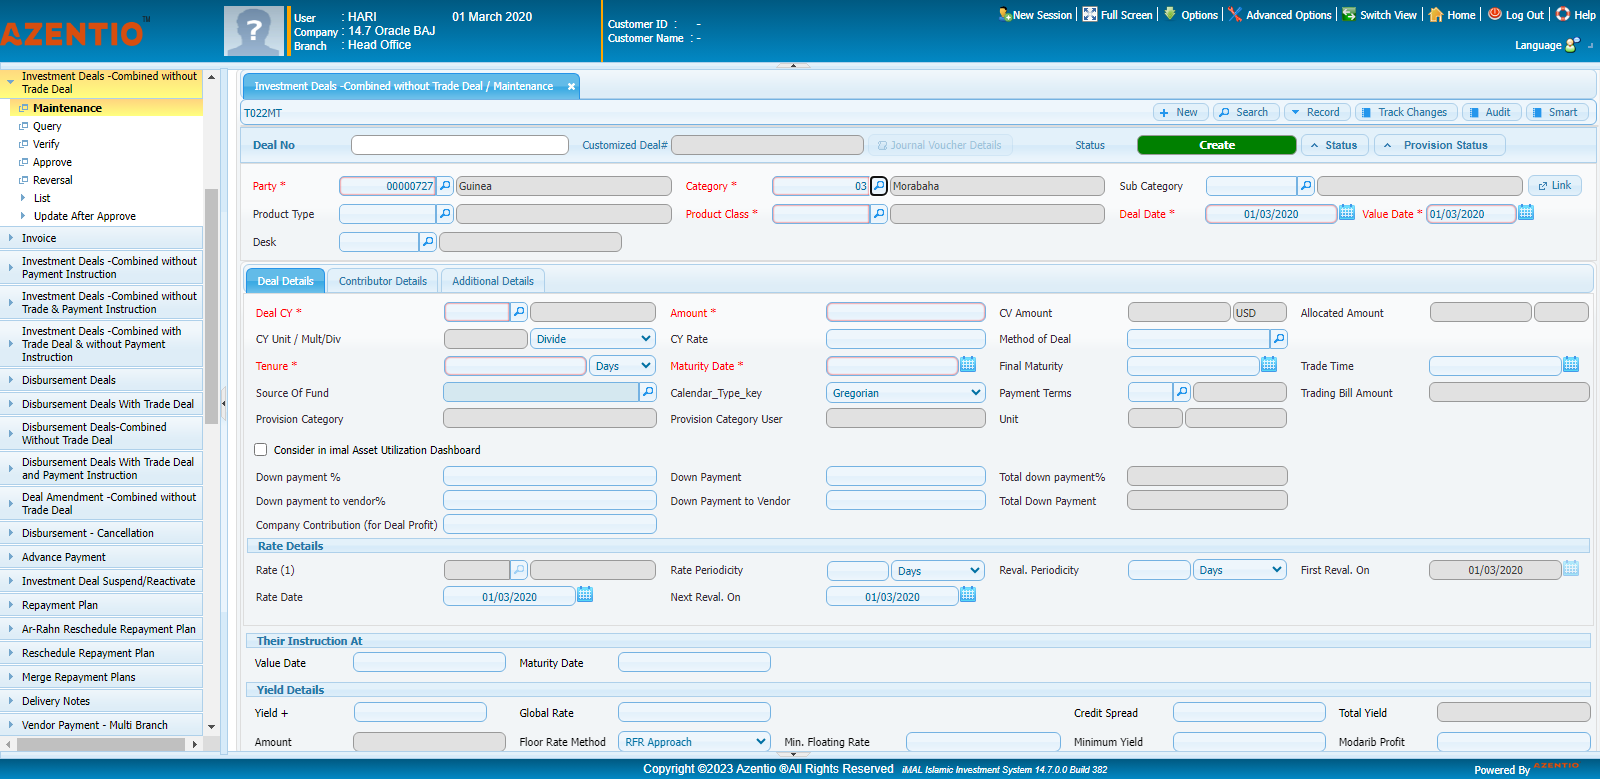 AZENTIO™
User : HARI 01 March 2020
Company : 14.7 Oracle BAJ
Branch : Head Office
Customer ID : -
Customer Name : -
New Session Full Screen Options Advanced Options Switch View Home Log Out Help
Language
Investment Deals -Combined without Trade Deal
Maintenance
Query
Verify
Approve
Reversal
List
Update After Approve
Invoice
Investment Deals -Combined without Payment Instruction
Investment Deals -Combined without Trade & Payment Instruction
Investment Deals -Combined with Trade Deal & without Payment Instruction
Disbursement Deals
Disbursement Deals With Trade Deal
Disbursement Deals-Combined Without Trade Deal
Disbursement Deals With Trade Deal and Payment Instruction
Deal Amendment -Combined without Trade Deal
Disbursement - Cancellation
Advance Payment
Investment Deal Suspend/Reactivate
Repayment Plan
Ar-Rahn Reschedule Repayment Plan
Reschedule Repayment Plan
Merge Repayment Plans
Delivery Notes
Vendor Payment - Multi Branch
Investment Deals -Combined without Trade Deal / Maintenance ×
T022MT + New Search Record Track Changes Audit Smart
Deal No Customized Deal# Journal Voucher Details Status Create Status Provision Status
Party * 00000727 Guinea Category * 03 Morabaha Sub Category Link
Product Type Product Class * Deal Date * 01/03/2020 Value Date * 01/03/2020
Desk
Deal Details Contributor Details Additional Details
Deal CY * Amount * CV Amount USD Allocated Amount
CY Unit / Mult/Div Divide CY Rate Method of Deal
Tenure * Days Maturity Date * Final Maturity Trade Time
Source Of Fund Calendar_Type_key Gregorian Payment Terms Trading Bill Amount
Provision Category Provision Category User Unit
Consider in imal Asset Utilization Dashboard
Down payment % Down Payment Total down payment%
Down payment to vendor% Down Payment to Vendor Total Down Payment
Company Contribution (for Deal Profit)
Rate Details
Rate (1) Rate Periodicity Days Reval. Periodicity Days First Reval. On 01/03/2020
Rate Date 01/03/2020 Next Reval. On 01/03/2020
Their Instruction At
Value Date Maturity Date
Yield Details
Yield + Global Rate Credit Spread Total Yield
Amount Floor Rate Method RFR Approach Min. Floating Rate Minimum Yield Modarib Profit
Copyright ©2023 Azentio ®All Rights Reserved iMAL Islamic Investment System 14.7.0.0 Build 382
Powered By AZENTIO